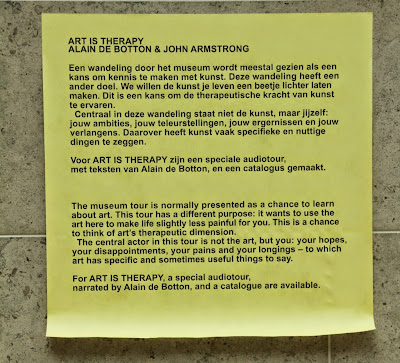 ART IS THERAPY
ALAIN DE BOTTON & JOHN ARMSTRONG
Een wandeling door het museum wordt meestal gezien als een
kans om kennis te maken met kunst. Deze wandeling heeft een
ander doel. We willen de kunst je leven een beetje lichter laten
maken. Dit is een kans om de therapeutische kracht van kunst
te ervaren.
Centraal in deze wandeling staat niet de kunst, maar jijzelf:
jouw ambities, jouw teleurstellingen, jouw ergernissen en jouw
verlangens. Daarover heeft kunst vaak specifieke en nuttige
dingen te zeggen.
Voor ART IS THERAPY zijn een speciale audiotour,
met teksten van Alain de Botton, en een catalogus gemaakt.
The museum tour is normally presented as a chance to learn
about art. This tour has a different purpose: it wants to use the
art here to make life slightly less painful for you. This is a chance
to think of art's therapeutic dimension.
The central actor in this tour is not the art, but you: your hopes,
your disappointments, your pains and your longings – to which
art has specific and sometimes useful things to say.
For ART IS THERAPY, a special audiotour,
narrated by Alain de Botton, and a catalogue are available.